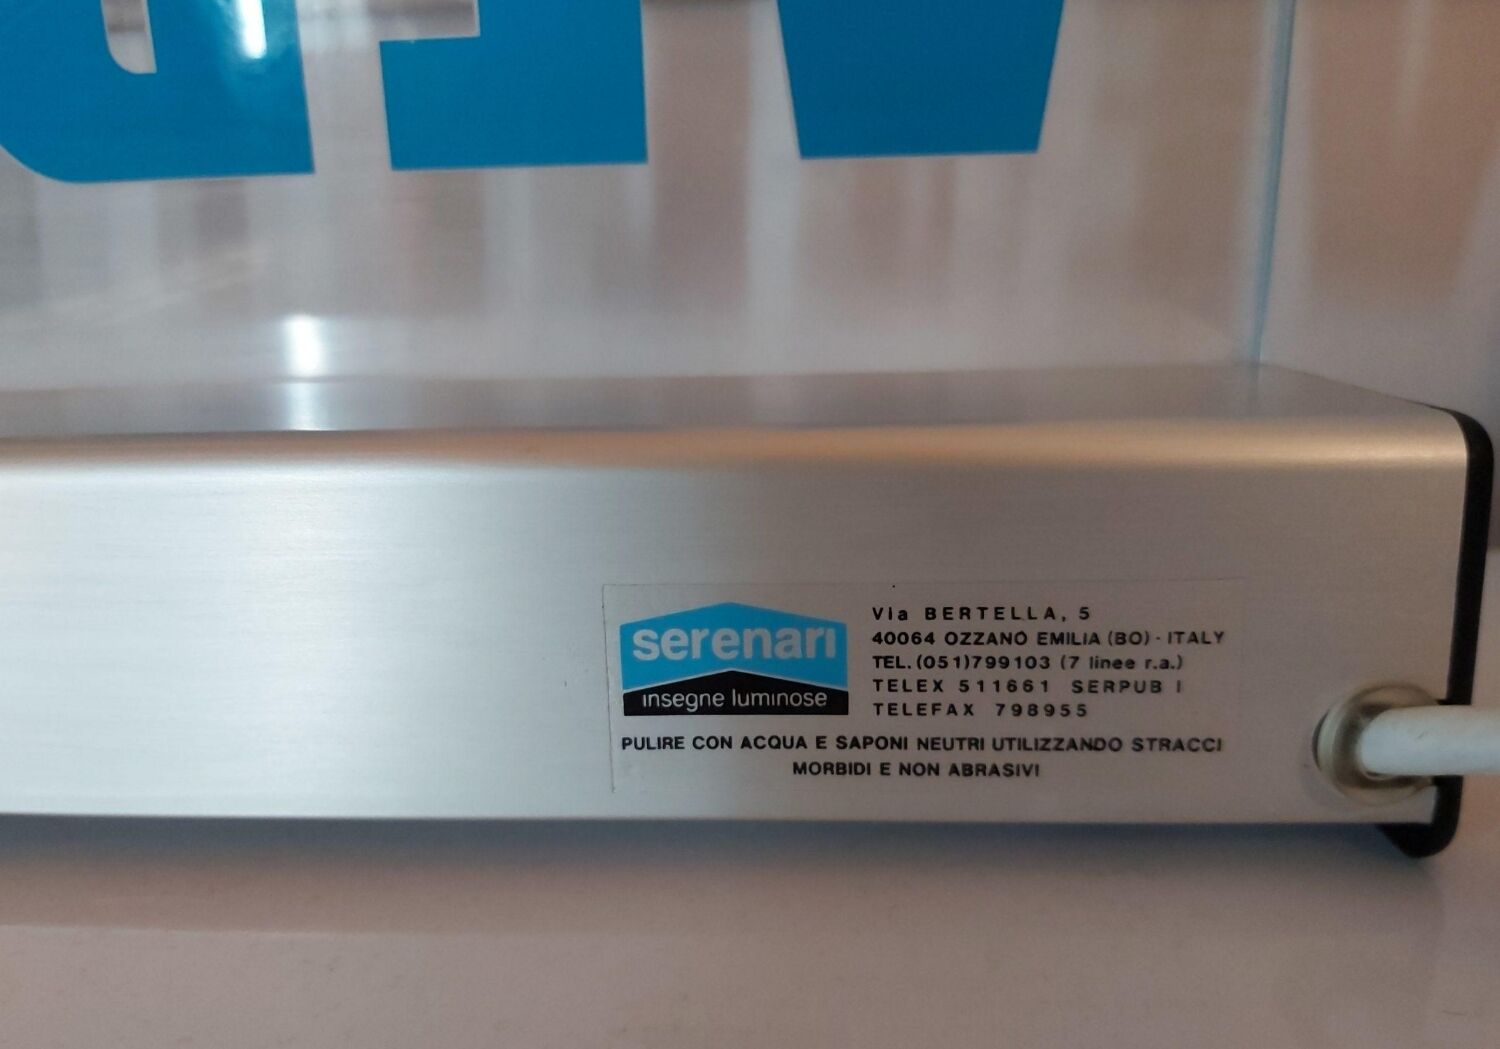 serenari
insegne luminose
Via BERTELLA, 5
40064 OZZANO EMILIA (BO) - ITALY
TEL. (051)799103 (7 linee r.a.)
TELEX 511661 SERPUB I
TELEFAX 798955
PULIRE CON ACQUA E SAPONI NEUTRI UTILIZZANDO STRACCI
MORBIDI E NON ABRASIVI